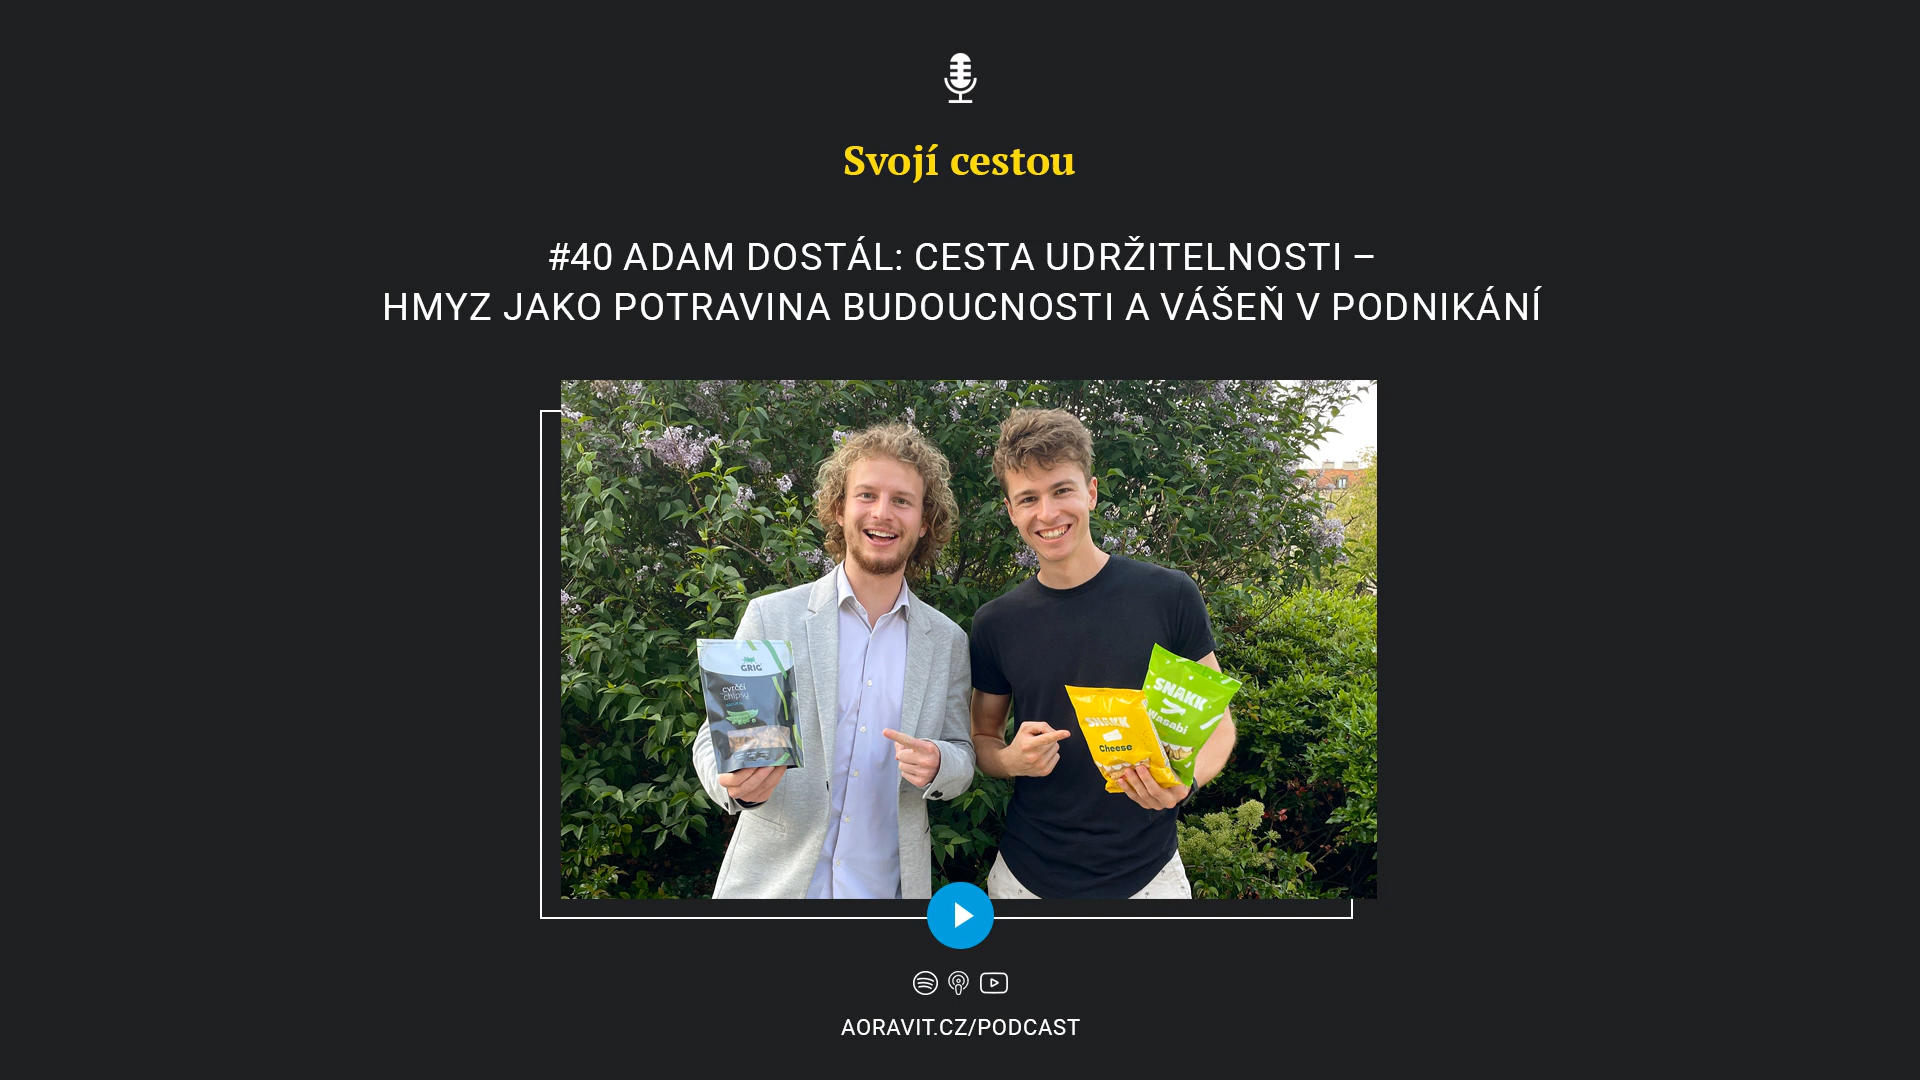 Svojí cestou
#40 ADAM DOSTÁL: CESTA UDRŽITELNOSTI –
HMYZ JAKO POTRAVINA BUDOUCNOSTI A VÁŠEŇ V PODNIKÁNÍ
GRIG
cvrččí
chipsy
SNAKK
Wasabi
SNAKK
Cheese
AORAVIT.CZ/PODCAST